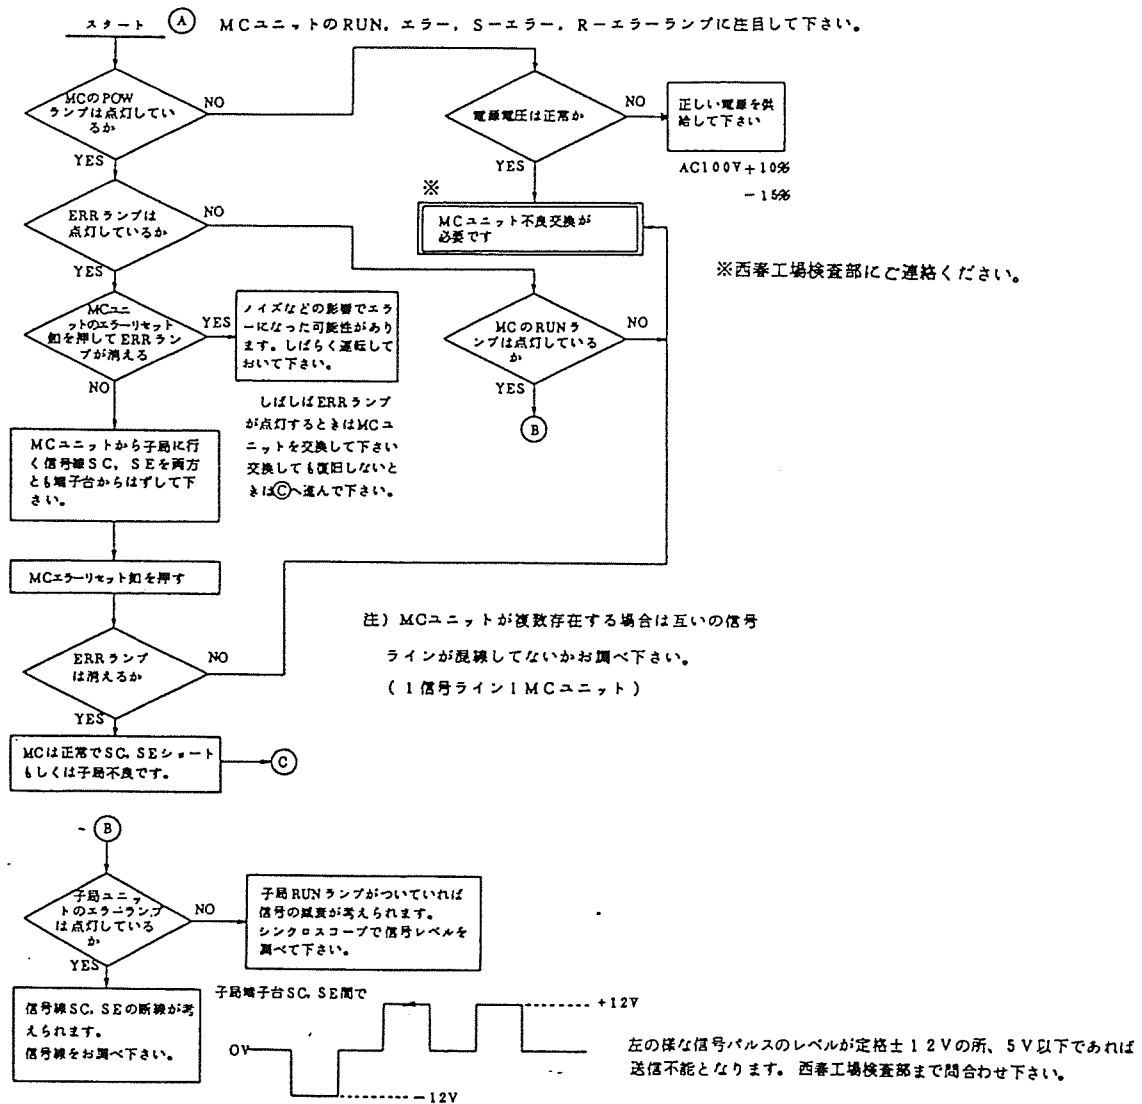 スタート
Ⓐ MCユニットのRUN，エラー，S－エラー，R－エラーランプに注目して下さい。
MCのPOW
ランプは点灯してい
るか
NO
YES
電源電圧は正常か
NO
YES
正しい電源を供
給して下さい
AC100V＋10%
－15%
※
MCユニット不良交換が
必要です
※西春工場検査部にご連絡ください。
ERRランプは
点灯しているか
NO
YES
MCユニ
ットのエラーリセット
釦を押してERRラン
プが消える
YES
NO
ノイズなどの影響でエラ
ーになった可能性があり
ます。しばらく運転して
おいて下さい。
しばしばERRランプ
が点灯するときはMCユ
ニットを交換して下さい
交換しても復旧しないと
きはⒸへ進んで下さい。
MCのRUNラ
ンプは点灯している
か
NO
YES
Ⓑ
MCユニットから子局に行
く信号線SC，SEを両方
とも端子台からはずして下
さい。
MCエラーリセット釦を押す
ERRランプ
は消えるか
NO
YES
注）MCユニットが複数存在する場合は互いの信号
ラインが混線してないかお調べ下さい。
（1信号ライン1MCユニット）
MCは正常でSC，SEショート
もしくは子局不良です。
Ⓒ
Ⓑ
子局ユニッ
トのエラーランプ
は点灯している
か
NO
YES
子局RUNランプがついていれば
信号の減衰が考えられます。
シンクロスコープで信号レベルを
調べて下さい。
信号線SC，SEの断線が考
えられます。
信号線をお調べ下さい。
子局端子台SC，SE間で
＋12V
0V
－12V
左の様な信号パルスのレベルが定格±12Vの所、5V以下であれば
送信不能となります。西春工場検査部まで問合わせ下さい。